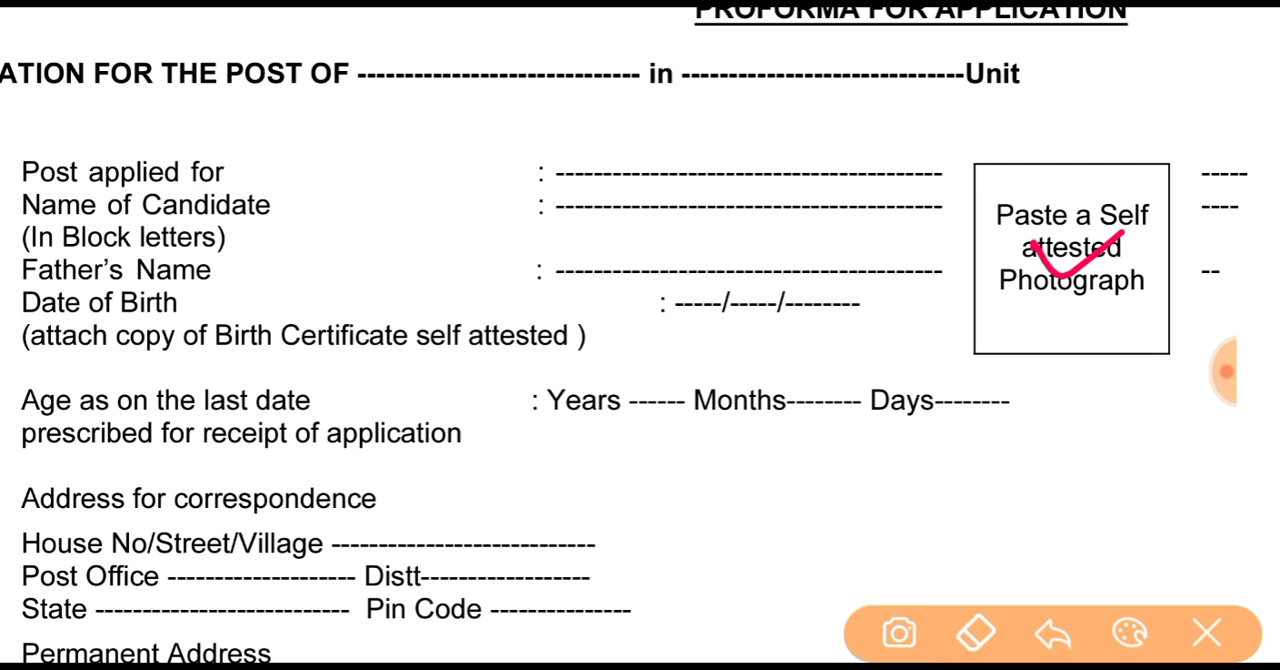 PROFORMA FOR APPLICATION
ATION FOR THE POST OF ------------------------------ in ------------------------------Unit
Post applied for : ----------------------------------------- -----
Name of Candidate : ----------------------------------------- ----
(In Block letters)
Father's Name : ----------------------------------------- --
Date of Birth : -----/-----/--------
(attach copy of Birth Certificate self attested )
Paste a Self
attested
Photograph
Age as on the last date : Years ------ Months-------- Days--------
prescribed for receipt of application
Address for correspondence
House No/Street/Village ----------------------------
Post Office -------------------- Distt------------------
State --------------------------- Pin Code ---------------
Permanent Address